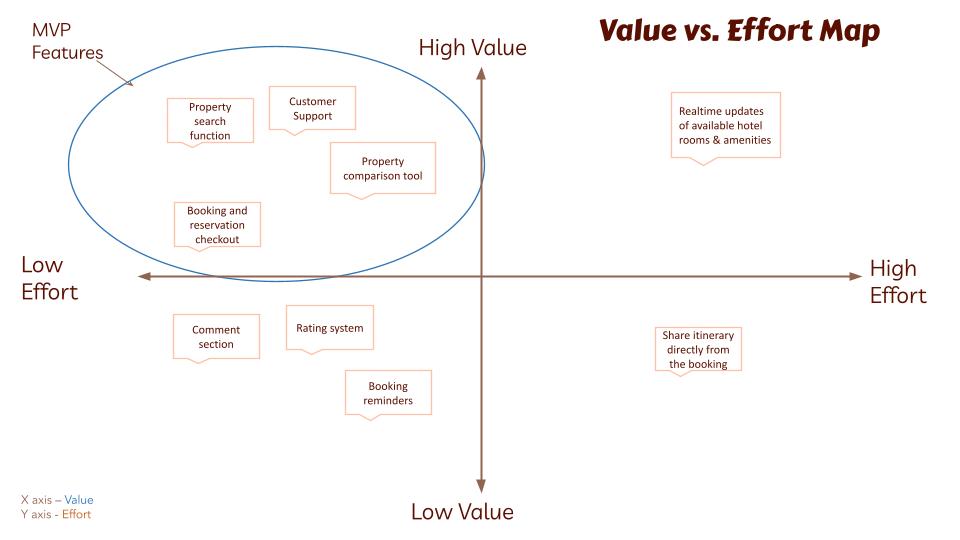 Value vs. Effort Map
MVP
Features
High Value
Property
search
function
Customer
Support
Property
comparison tool
Booking and
reservation
checkout
Realtime updates
of available hotel
rooms & amenities
Low
Effort
High
Effort
Comment
section
Rating system
Booking
reminders
Share itinerary
directly from
the booking
X axis – Value
Y axis - Effort
Low Value